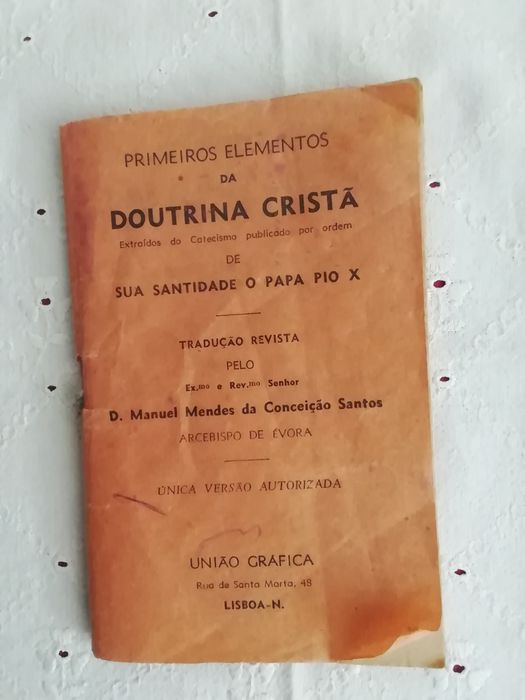 PRIMEIROS ELEMENTOS
DA
DOUTRINA CRISTÃ
Extraídos do Catecismo publicado por ordem
DE
SUA SANTIDADE O PAPA PIO X
TRADUÇÃO REVISTA
PELO
Ex.mo e Rev.mo Senhor
D. Manuel Mendes da Conceição Santos
ARCEBISPO DE ÉVORA
ÚNICA VERSÃO AUTORIZADA
UNIÃO GRÁFICA
Rua de Santa Marta, 48
LISBOA-N.